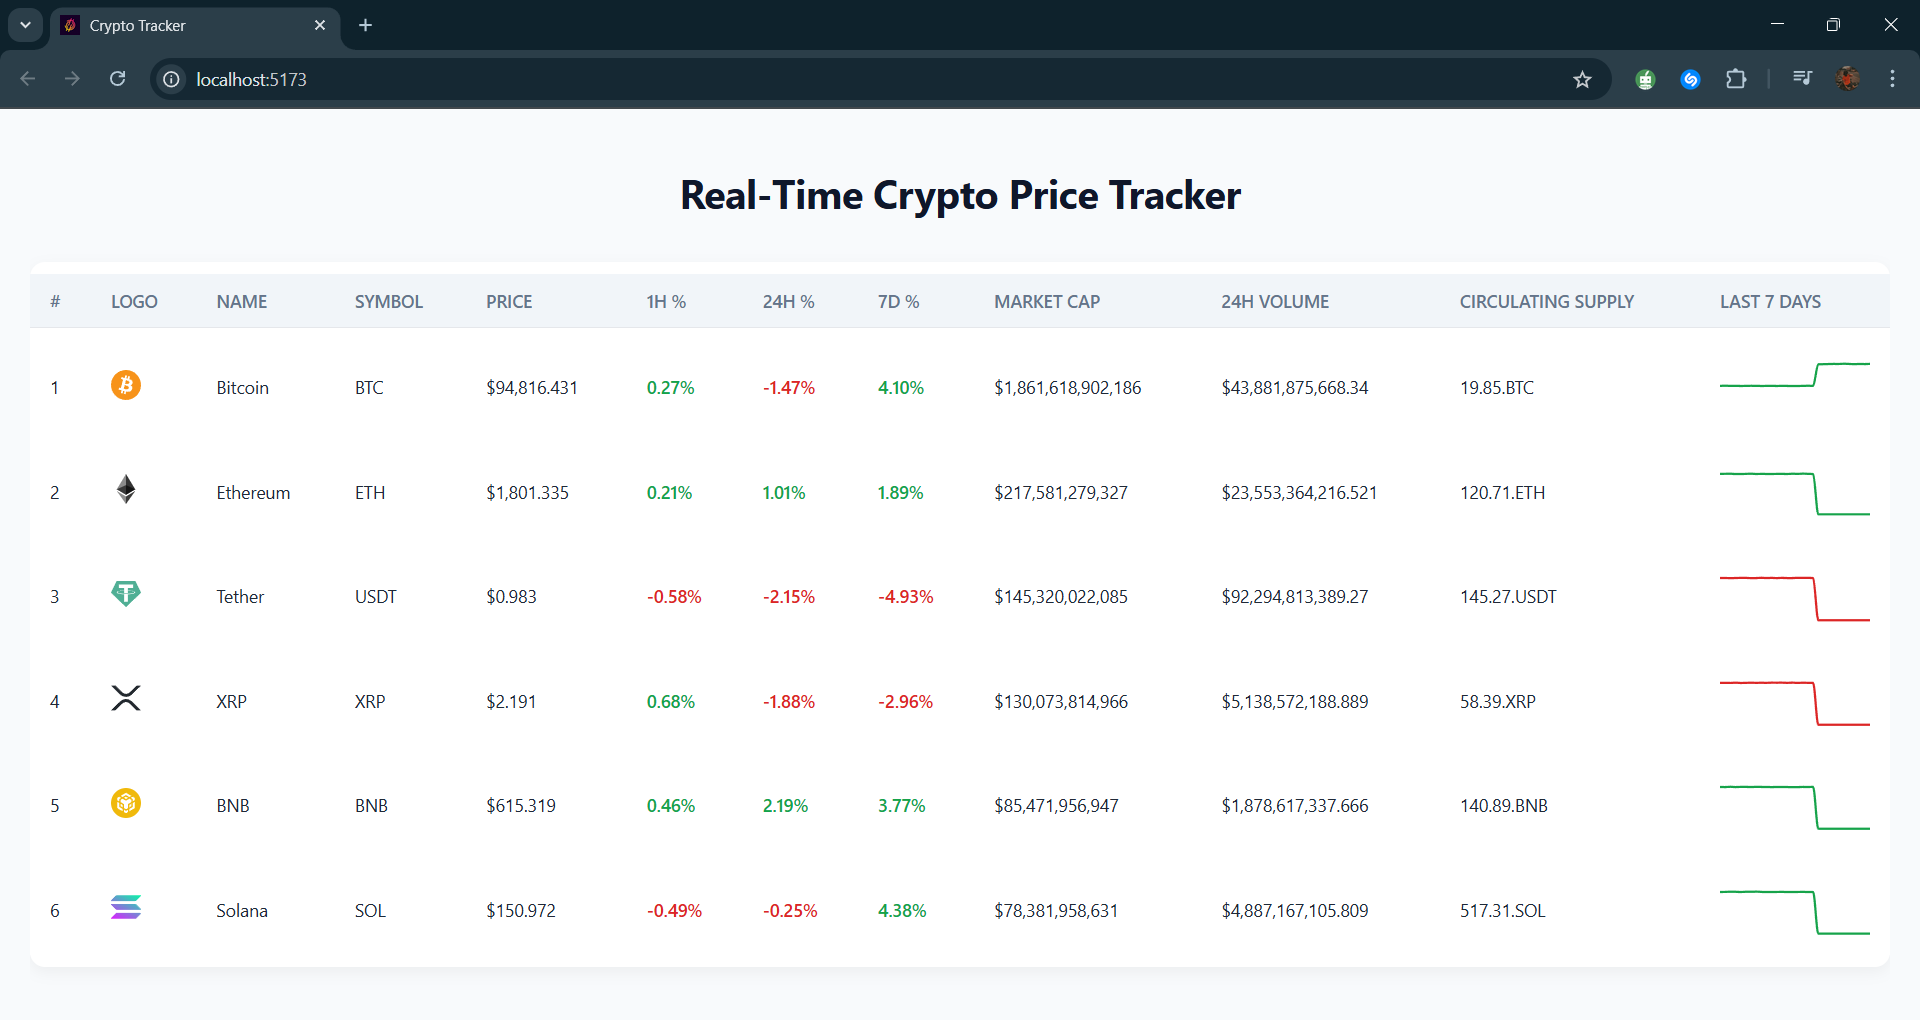 Crypto Tracker
localhost:5173
Real-Time Crypto Price Tracker
# LOGO NAME SYMBOL PRICE 1H % 24H % 7D % MARKET CAP 24H VOLUME CIRCULATING SUPPLY LAST 7 DAYS
1 Bitcoin BTC $94,816.431 0.27% -1.47% 4.10% $1,861,618,902,186 $43,881,875,668.34 19.85.BTC
2 Ethereum ETH $1,801.335 0.21% 1.01% 1.89% $217,581,279,327 $23,553,364,216.521 120.71.ETH
3 Tether USDT $0.983 -0.58% -2.15% -4.93% $145,320,022,085 $92,294,813,389.27 145.27.USDT
4 XRP XRP $2.191 0.68% -1.88% -2.96% $130,073,814,966 $5,138,572,188.889 58.39.XRP
5 BNB BNB $615.319 0.46% 2.19% 3.77% $85,471,956,947 $1,878,617,337.666 140.89.BNB
6 Solana SOL $150.972 -0.49% -0.25% 4.38% $78,381,958,631 $4,887,167,105.809 517.31.SOL